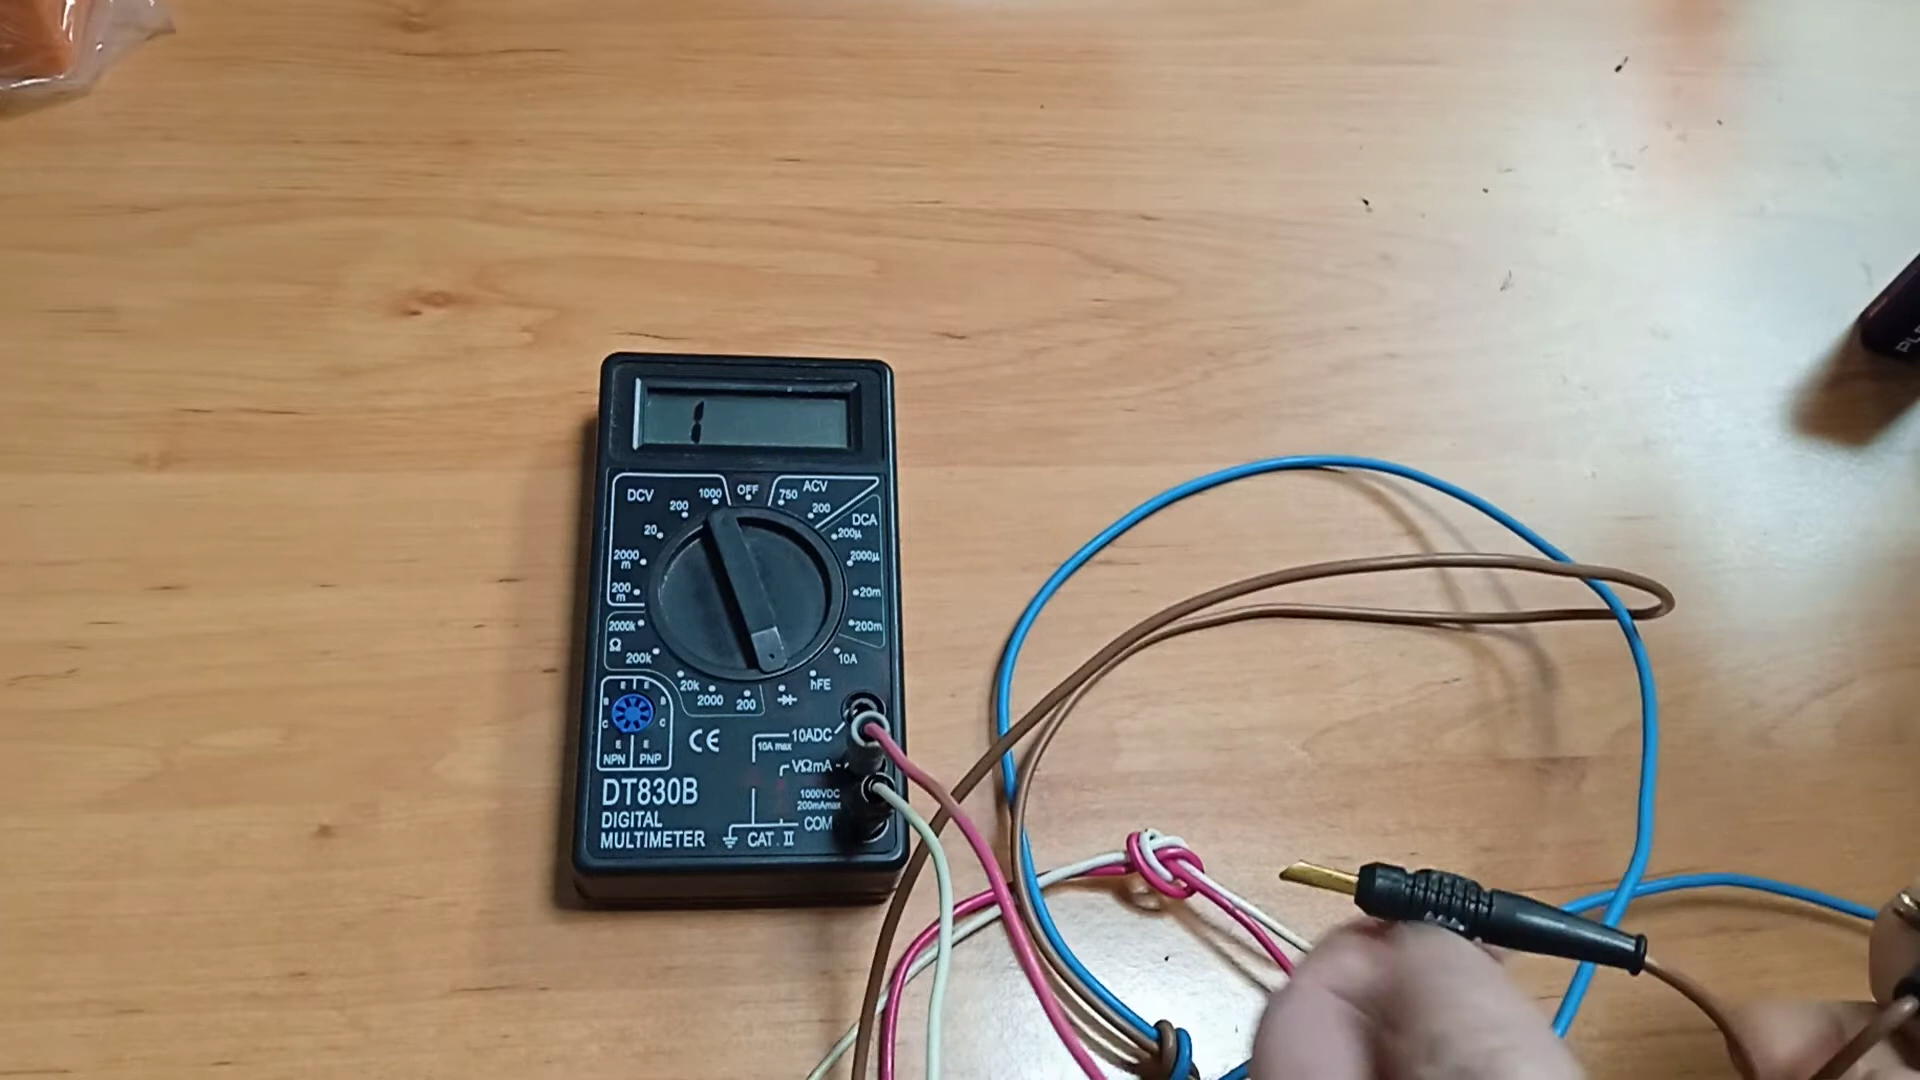 1
DCV
200
1000
OFF
750
ACV
200
DCA
20
200µ
2000
m
2000µ
200
m
20m
2000k
200m
Ω
200k
10A
20k
2000
200
hFE
E E
B B
C C
E E
NPN PNP
CE
10ADC
10A max
VΩmA
1000VDC
200mAmax
COM
DT830B
DIGITAL
MULTIMETER
CAT. II